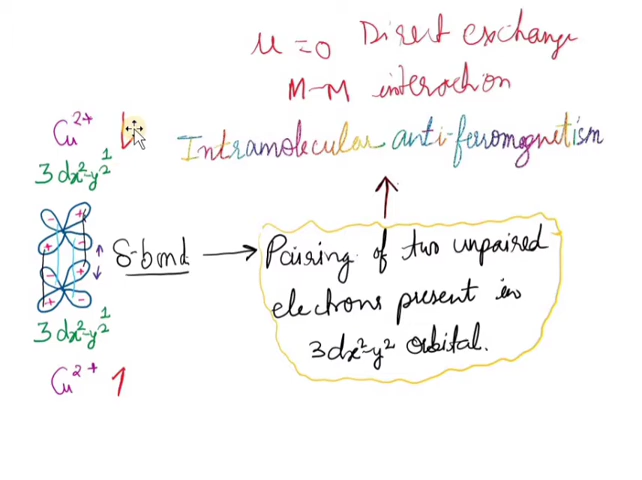 μ = 0 Direct exchange
M-M interaction
Cu²⁺
Intramolecular anti-ferromagnetism
3dx²-y² ¹
+ - + -
δ-bond → Pairing of two unpaired
electrons present in
3dx²-y² orbital.
3dx²-y² ¹
Cu²⁺ 1